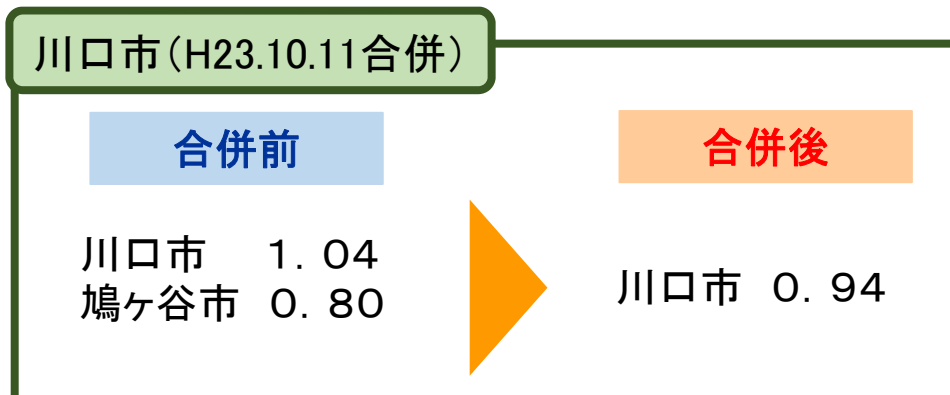 川口市（H23.10.11合併）
合併前
合併後
川口市　１．０４
鳩ヶ谷市　０．８０
川口市　０．９４